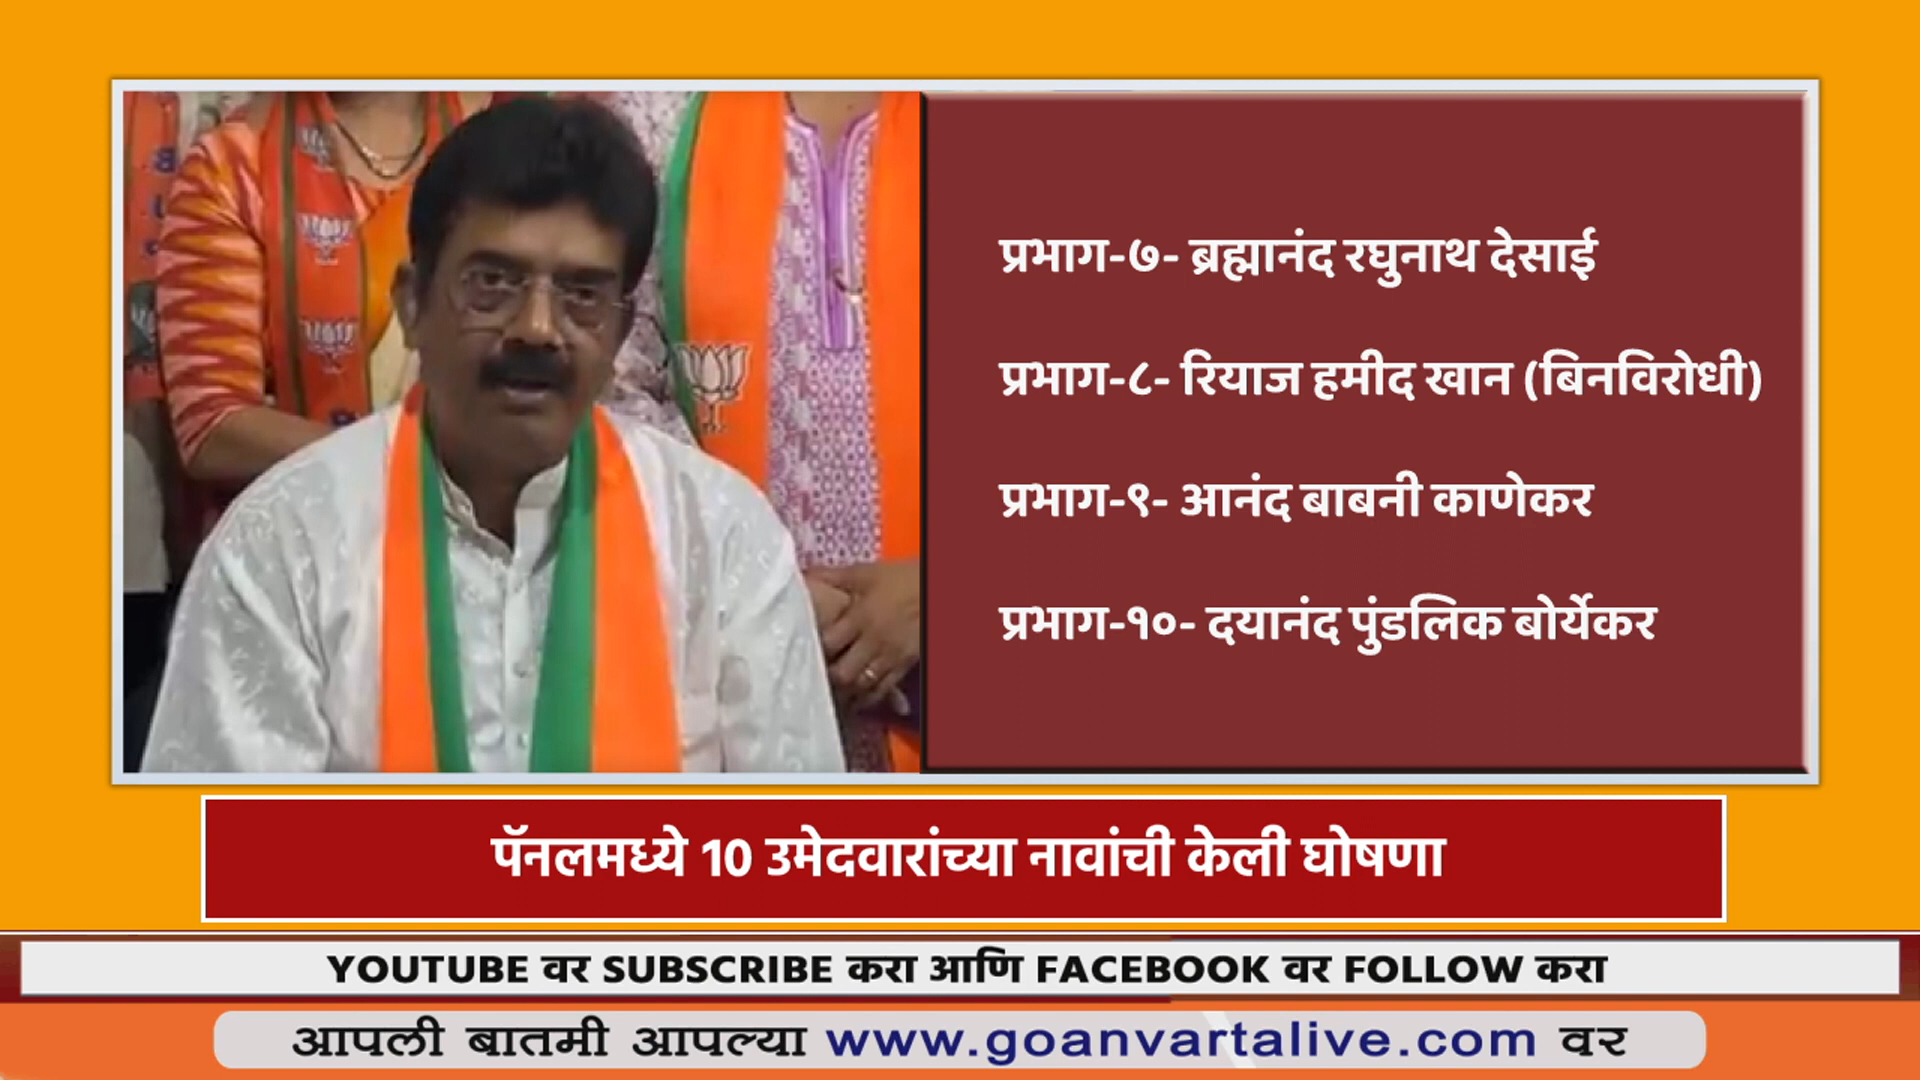 प्रभाग-७- ब्रह्मानंद रघुनाथ देसाई
प्रभाग-८- रियाज हमीद खान (बिनविरोधी)
प्रभाग-९- आनंद बाबनी काणेकर
प्रभाग-१०- दयानंद पुंडलिक बोर्येकर
पॅनलमध्ये 10 उमेदवारांच्या नावांची केली घोषणा
YOUTUBE वर SUBSCRIBE करा आणि FACEBOOK वर FOLLOW करा
आपली बातमी आपल्या www.goanvartalive.com वर